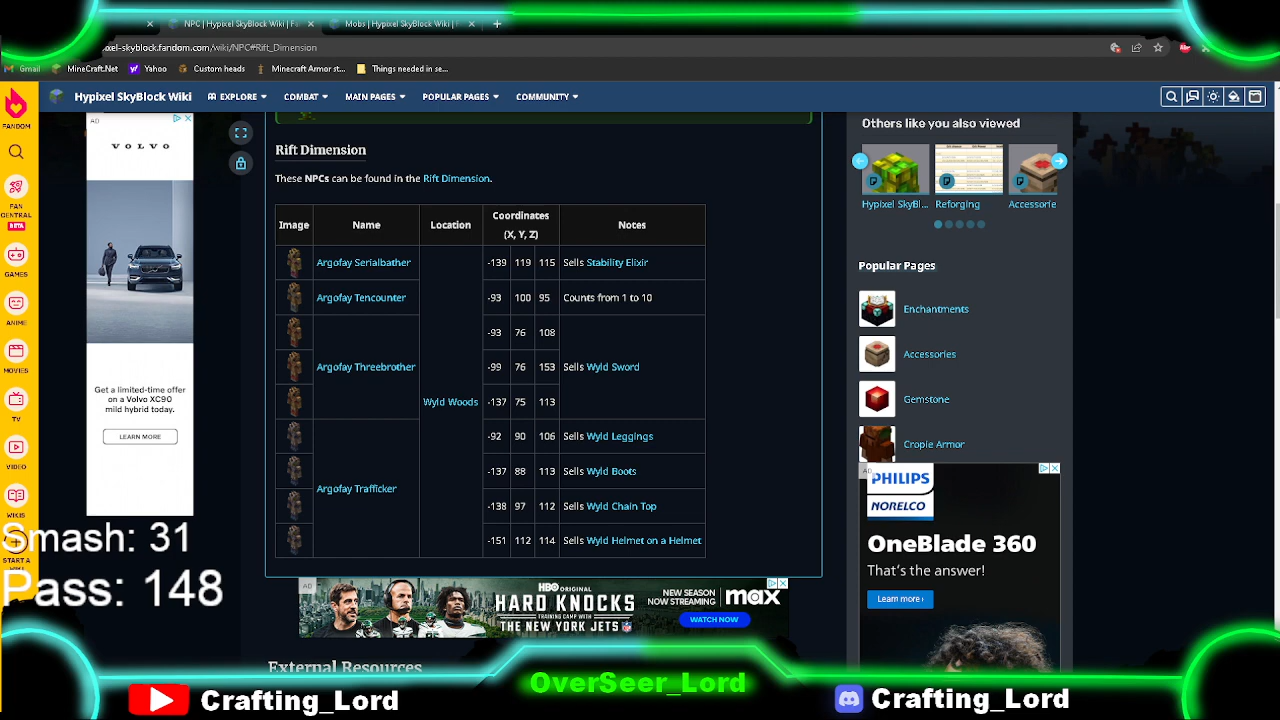 NPC | Hypixel SkyBlock Wiki | Fa
Mobs | Hypixel SkyBlock Wiki | F
pixel-skyblock.fandom.com/wiki/NPC#Rift_Dimension
Gmail MineCraft.Net Yahoo Custom heads Minecraft Armor st... Things needed in se...
FANDOM
Hypixel SkyBlock Wiki EXPLORE COMBAT MAIN PAGES POPULAR PAGES COMMUNITY
FAN CENTRAL
BETA
GAMES
ANIME
MOVIES
TV
VIDEO
WIKIS
START A WIKI
AD
VOLVO
Get a limited-time offer
on a Volvo XC90
mild hybrid today.
LEARN MORE
Rift Dimension
These NPCs can be found in the Rift Dimension.
Image Name Location Coordinates (X, Y, Z) Notes
Argofay Serialbather -139 119 115 Sells Stability Elixir
Argofay Tencounter -93 100 95 Counts from 1 to 10
-93 76 108
Argofay Threebrother -99 76 153 Sells Wyld Sword
Wyld Woods -137 75 113
-92 90 106 Sells Wyld Leggings
-137 88 113 Sells Wyld Boots
Argofay Trafficker
-138 97 112 Sells Wyld Chain Top
-151 112 114 Sells Wyld Helmet on a Helmet
Others like you also viewed
Hypixel SkyBl... Reforging Accessorie
Popular Pages
Enchantments
Accessories
Gemstone
Cropie Armor
AD
PHILIPS
NORELCO
OneBlade 360
That's the answer!
Learn more ›
AD
HBO ORIGINAL
HARD KNOCKS
TRAINING CAMP WITH
THE NEW YORK JETS
NEW SEASON
NOW STREAMING
max
WATCH NOW
External Resources
Smash: 31
Pass: 148
Crafting_Lord
OverSeer_Lord
Crafting_Lord